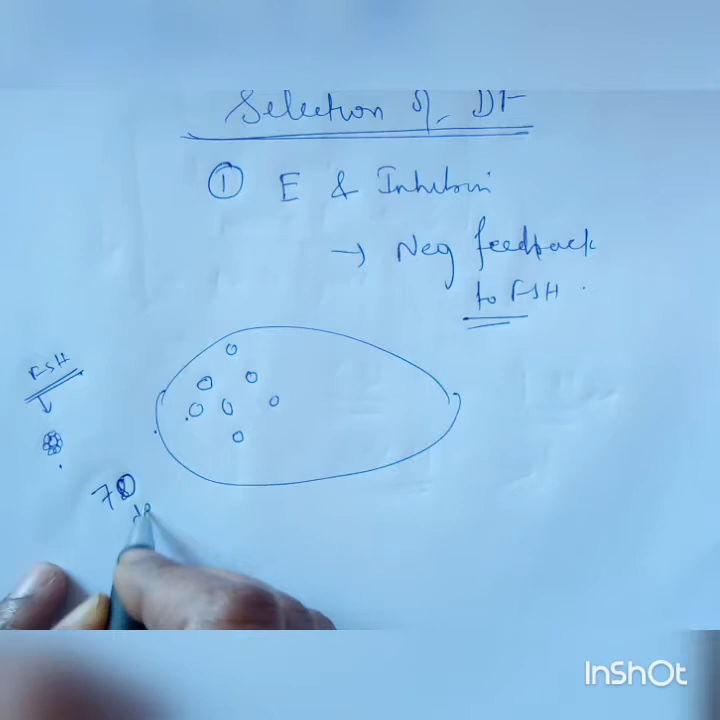 Selection of DF
① E & Inhibin
→ Neg feedback
to FSH.
FSH
InShOt